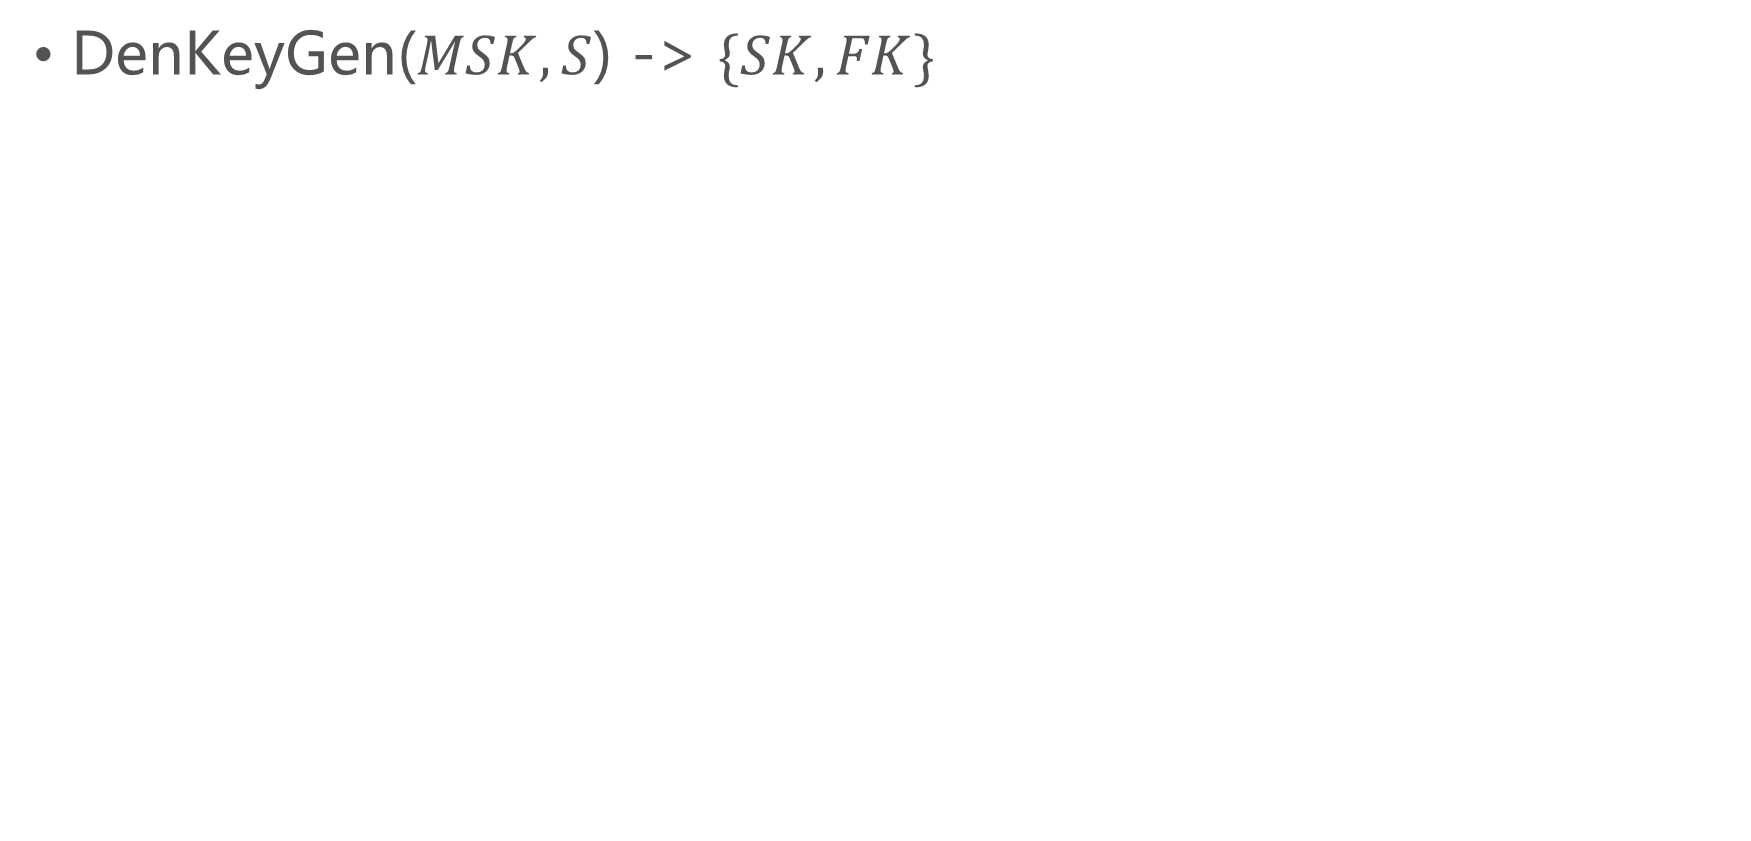 • DenKeyGen(𝑀𝑆𝐾, 𝑆) -> {𝑆𝐾, 𝐹𝐾}